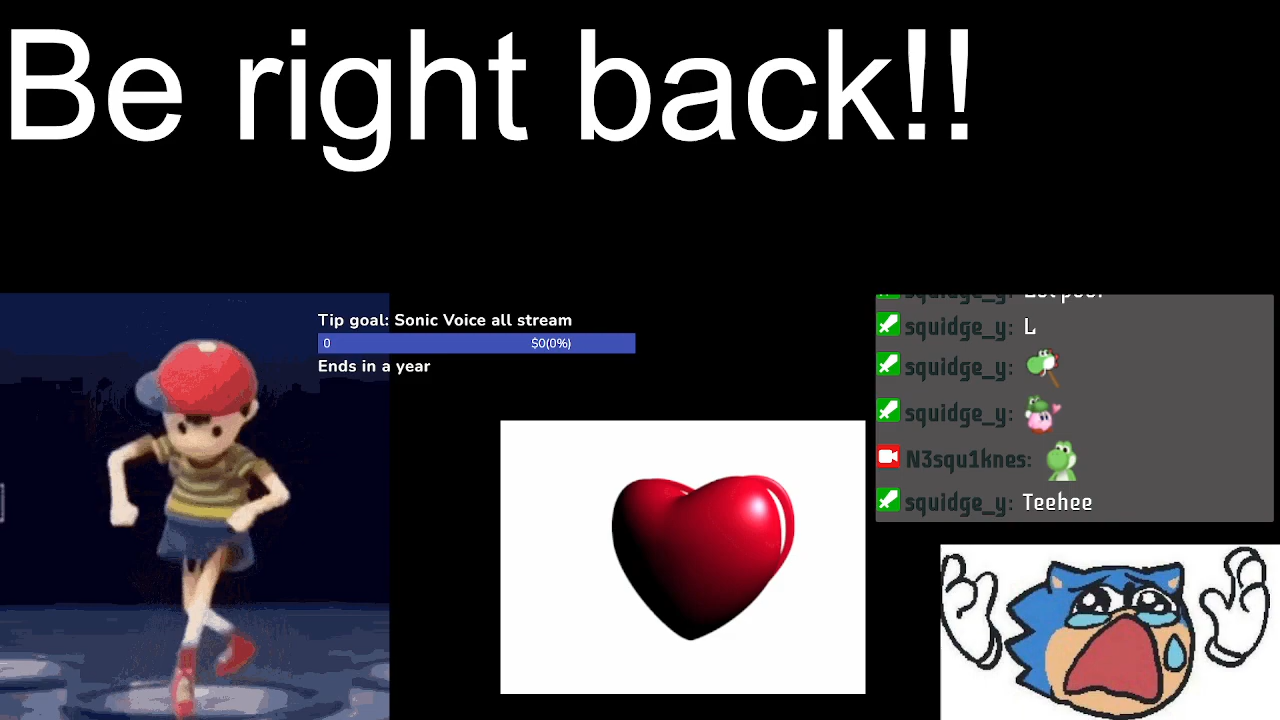 Be right back!!
Tip goal: Sonic Voice all stream
0 $0(0%)
Ends in a year
squidge_y: L
squidge_y:
squidge_y:
N3squ1knes:
squidge_y: Teehee